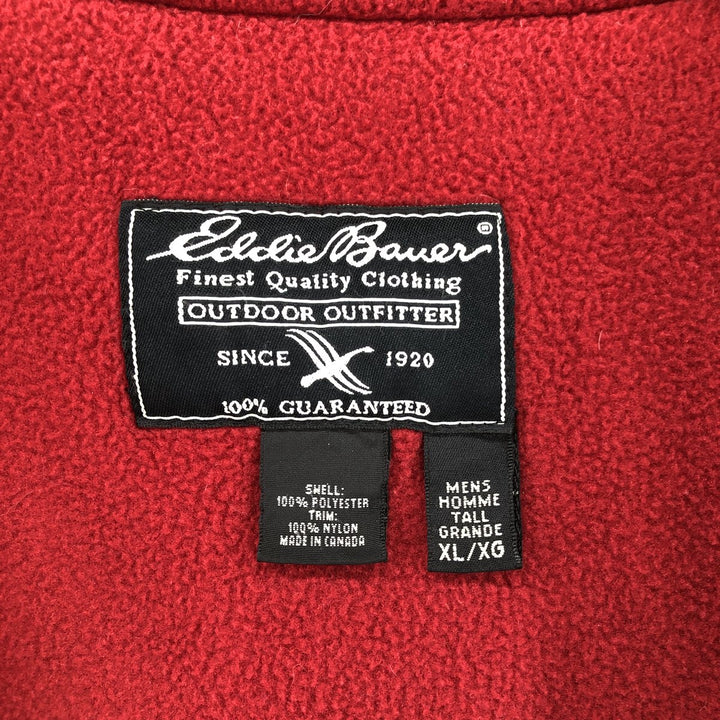 Eddie Bauer ®
Finest Quality Clothing
OUTDOOR OUTFITTER
SINCE 1920
100% GUARANTEED
SHELL:
100% POLYESTER
TRIM:
100% NYLON
MADE IN CANADA
MENS
HOMME
TALL
GRANDE
XL/XG